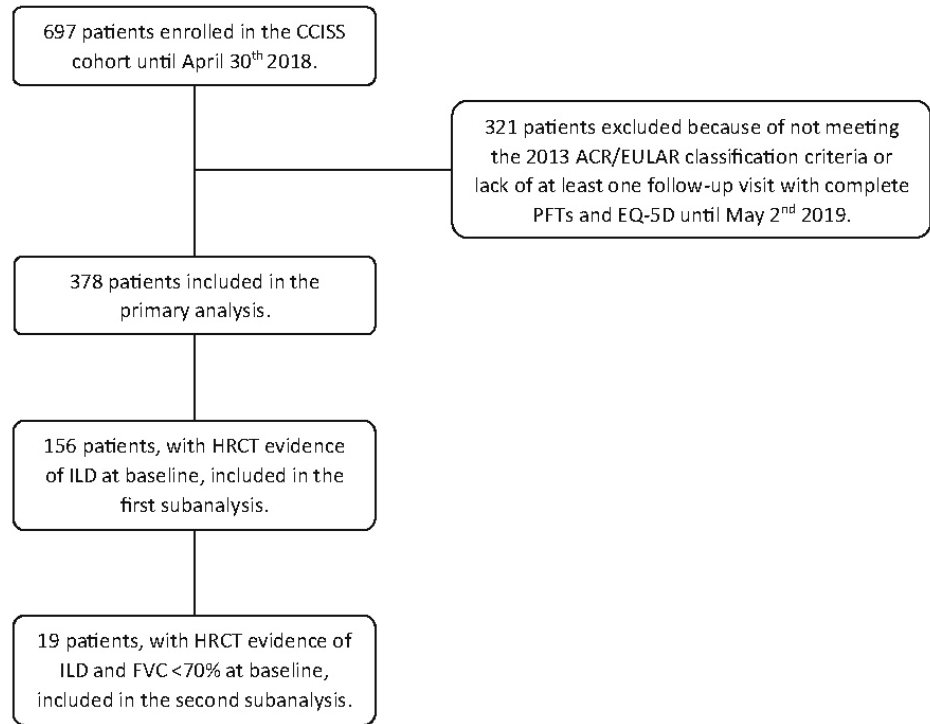 697 patients enrolled in the CCISS
cohort until April 30th 2018.
321 patients excluded because of not meeting
the 2013 ACR/EULAR classification criteria or
lack of at least one follow-up visit with complete
PFTs and EQ-5D until May 2nd 2019.
378 patients included in the
primary analysis.
156 patients, with HRCT evidence
of ILD at baseline, included in the
first subanalysis.
19 patients, with HRCT evidence of
ILD and FVC <70% at baseline,
included in the second subanalysis.